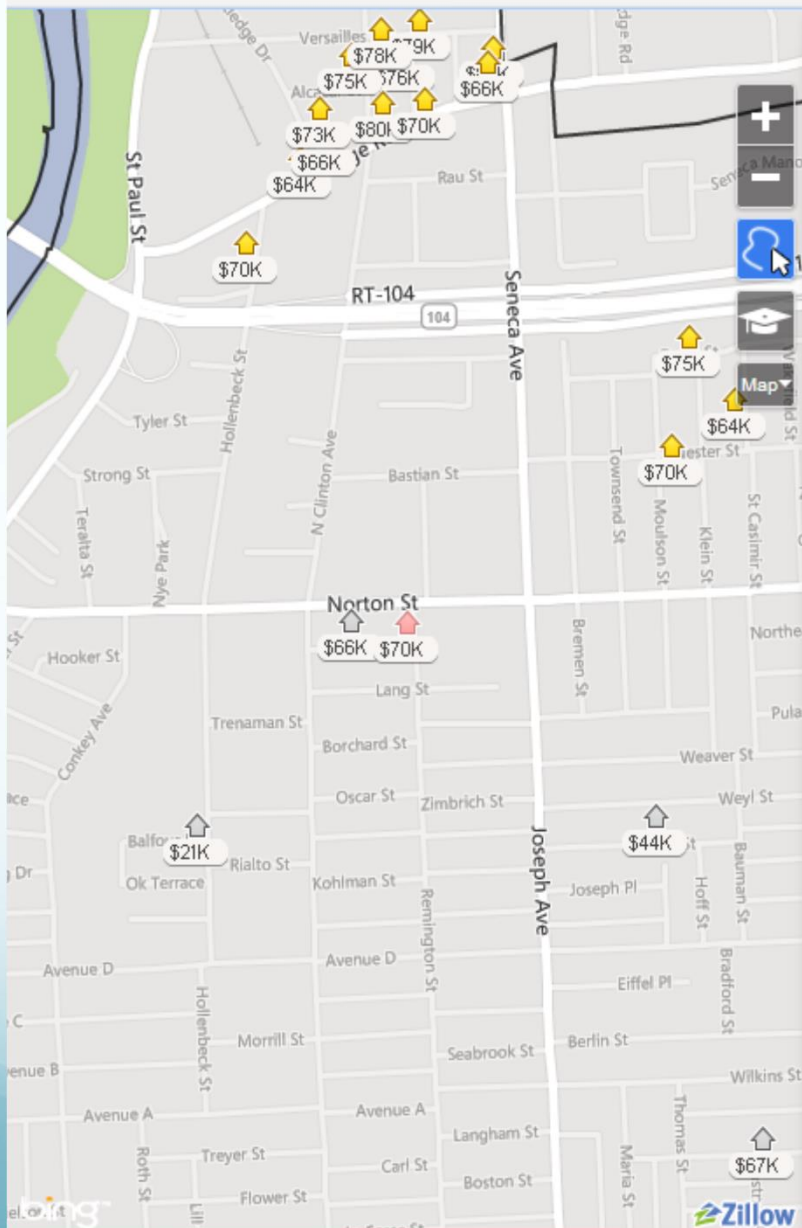 Versailles
edge Rd
$78K
$75K
$66K
$73K
$70K
$66K
$64K
St Paul St
Rau St
$70K
RT-104
104
Seneca Ave
$75K
Map
$64K
Hollenbeck St
Tyler St
N Clinton Ave
Strong St
Bastian St
$70K
Townsend St
Moulson St
Klein St
St Casimir St
Teralta St
Nye Park
Norton St
$66K
$70K
Hooker St
Bremen St
Lang St
Conkey Ave
Trenaman St
Borchard St
Weaver St
Oscar St
Zimbrich St
Weyl St
$21K
$44K
Rialto St
Joseph Ave
Ok Terrace
Kohlman St
Joseph Pl
Hoff St
Bauman St
Remington St
Avenue D
Avenue D
Eiffel Pl
Bradford St
Hollenbeck St
Morrill St
Seabrook St
Berlin St
Wilkins St
Avenue A
Avenue A
Langham St
Thomas St
Roth St
Treyer St
Carl St
Maria St
$67K
Flower St
Boston St
bing
Zillow